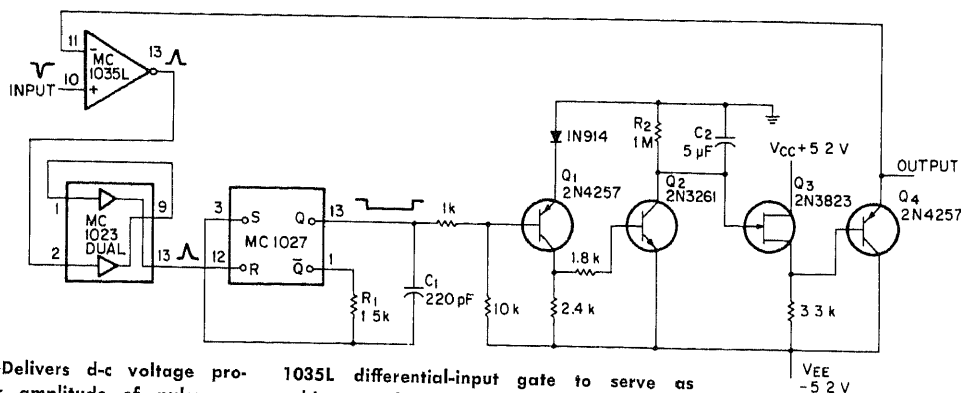 11
MC
1035L
13
INPUT
10
+
1
MC
1023
DUAL
9
2
13
3
S
Q
13
MC 1027
12
R
Q̅
1
R1
1 5k
C1
220 pF
1k
10k
IN914
Q1
2N4257
1.8 k
2.4 k
R2
1M
C2
5 μF
Q2
2N3261
VCC+5 2 V
Q3
2N3823
OUTPUT
Q4
2N4257
3 3 k
VEE
-5 2 V
Delivers d-c voltage pro-
amplitude of
1035L differential-input gate to serve as